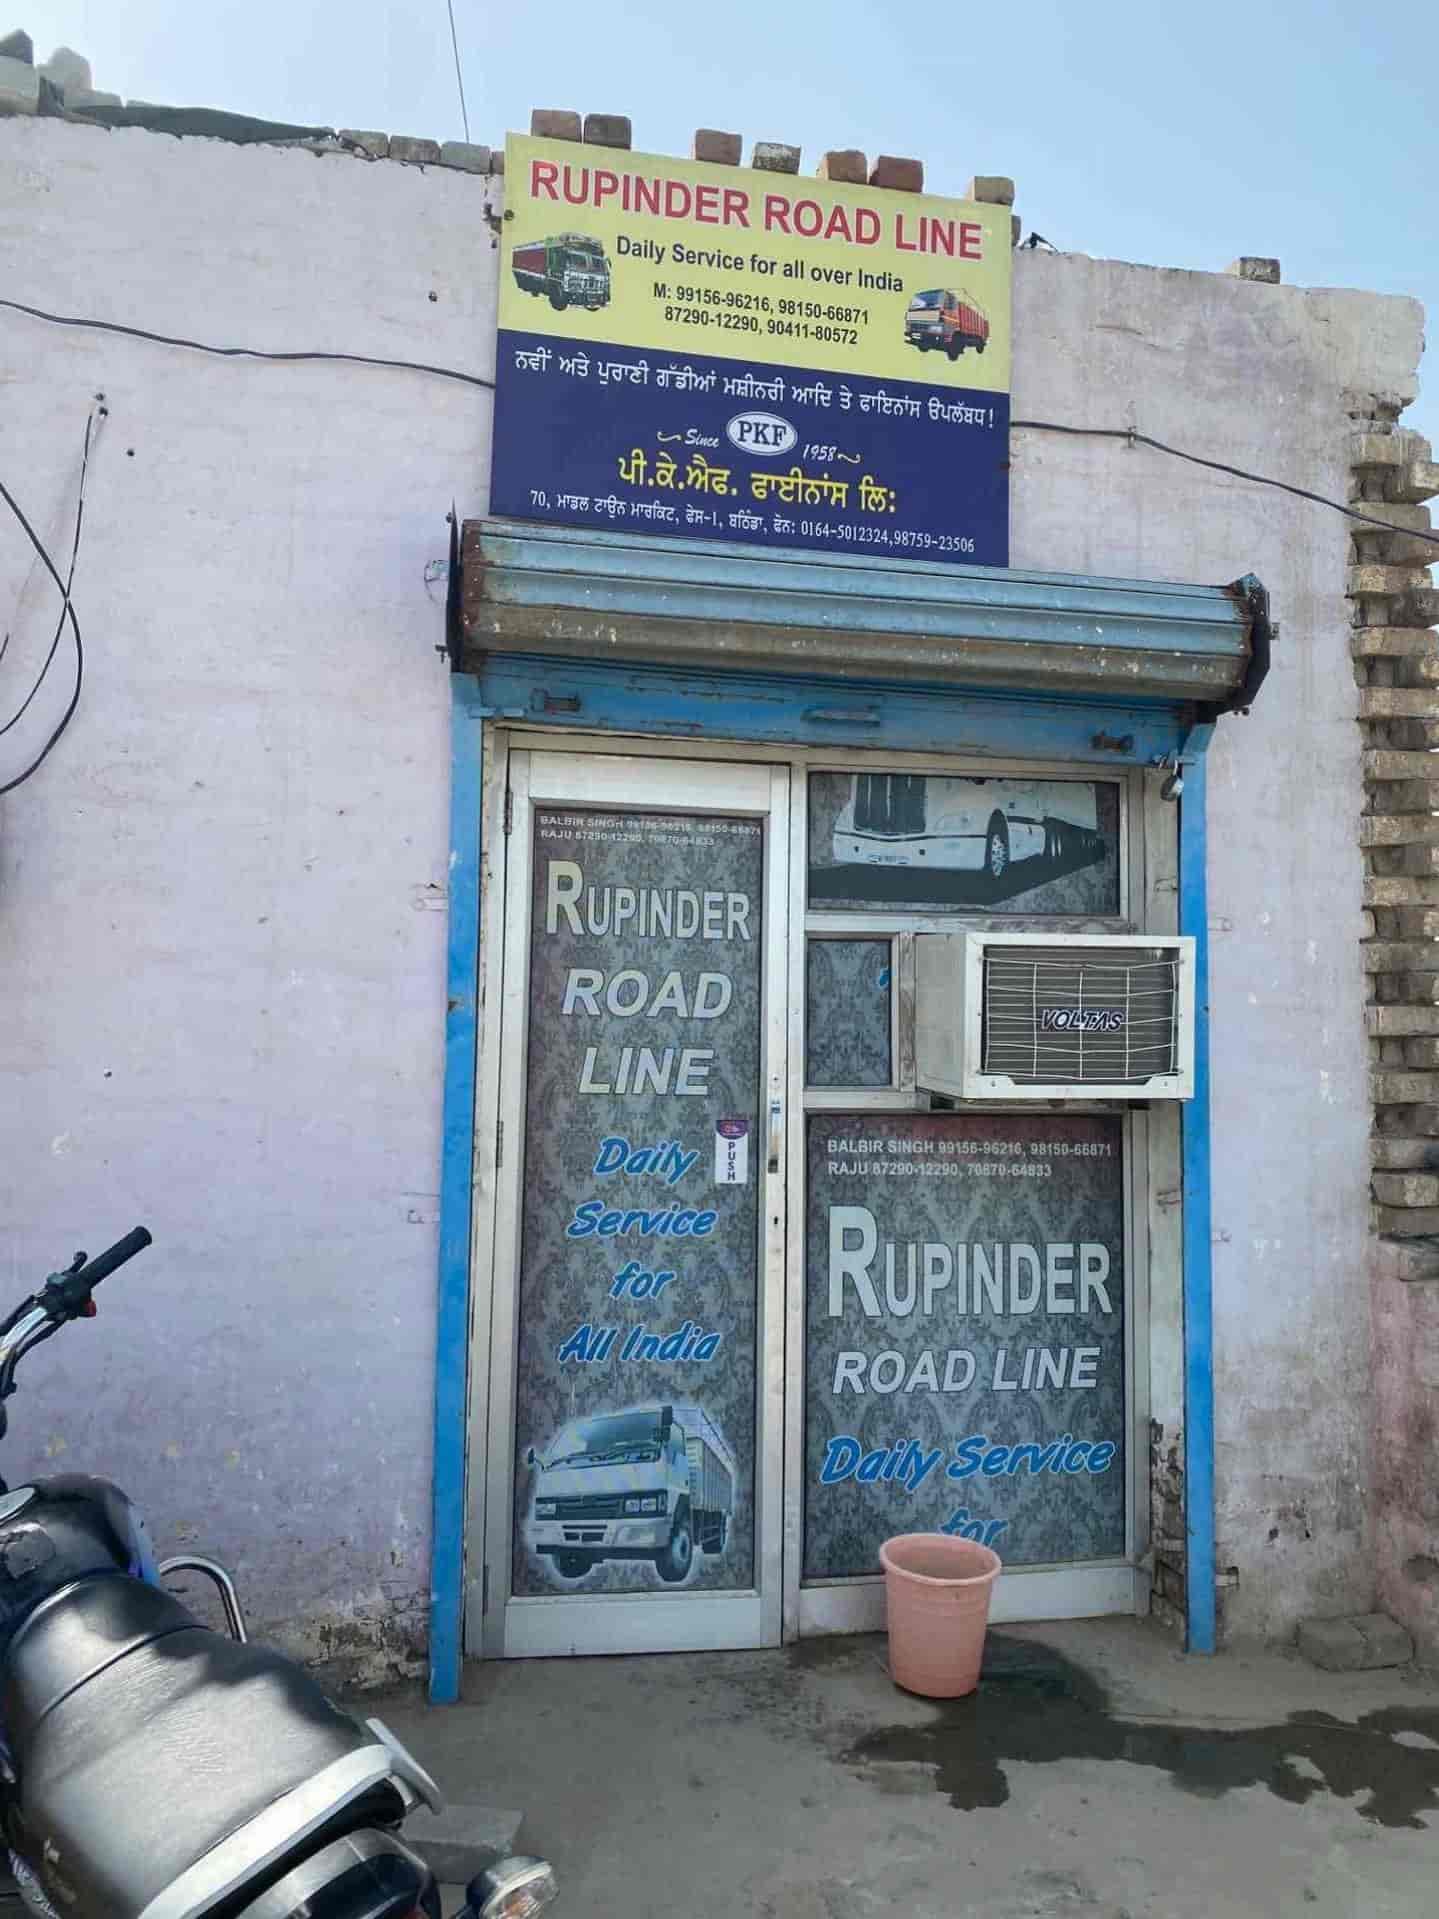 RUPINDER ROAD LINE
Daily Service for all over India
M: 99156-96216, 98150-66871
87290-12290, 90411-80572
ਨਵੀਂ ਅਤੇ ਪੁਰਾਣੀ ਗੱਡੀਆਂ ਮਸ਼ੀਨਰੀ ਆਦਿ ਤੇ ਫਾਇਨਾਂਸ ਉਪਲੱਬਧ!
Since PKF 1958
ਪੀ.ਕੇ.ਐਫ. ਫਾਈਨਾਂਸ ਲਿ:
70, ਮਾਡਲ ਟਾਊਨ ਮਾਰਕਿਟ, ਫੇਸ-1, ਬਠਿੰਡਾ, ਫੋਨ: 0164-5012324,98759-23506
BALBIR SINGH 99156-96216, 98150-66871
RAJU 87290-12290, 70870-64833
RUPINDER
ROAD
LINE
PUSH
Daily
Service
for
All India
VOLTAS
BALBIR SINGH 99156-96216, 98150-66871
RAJU 87290-12290, 70870-64833
RUPINDER
ROAD LINE
Daily Service
for